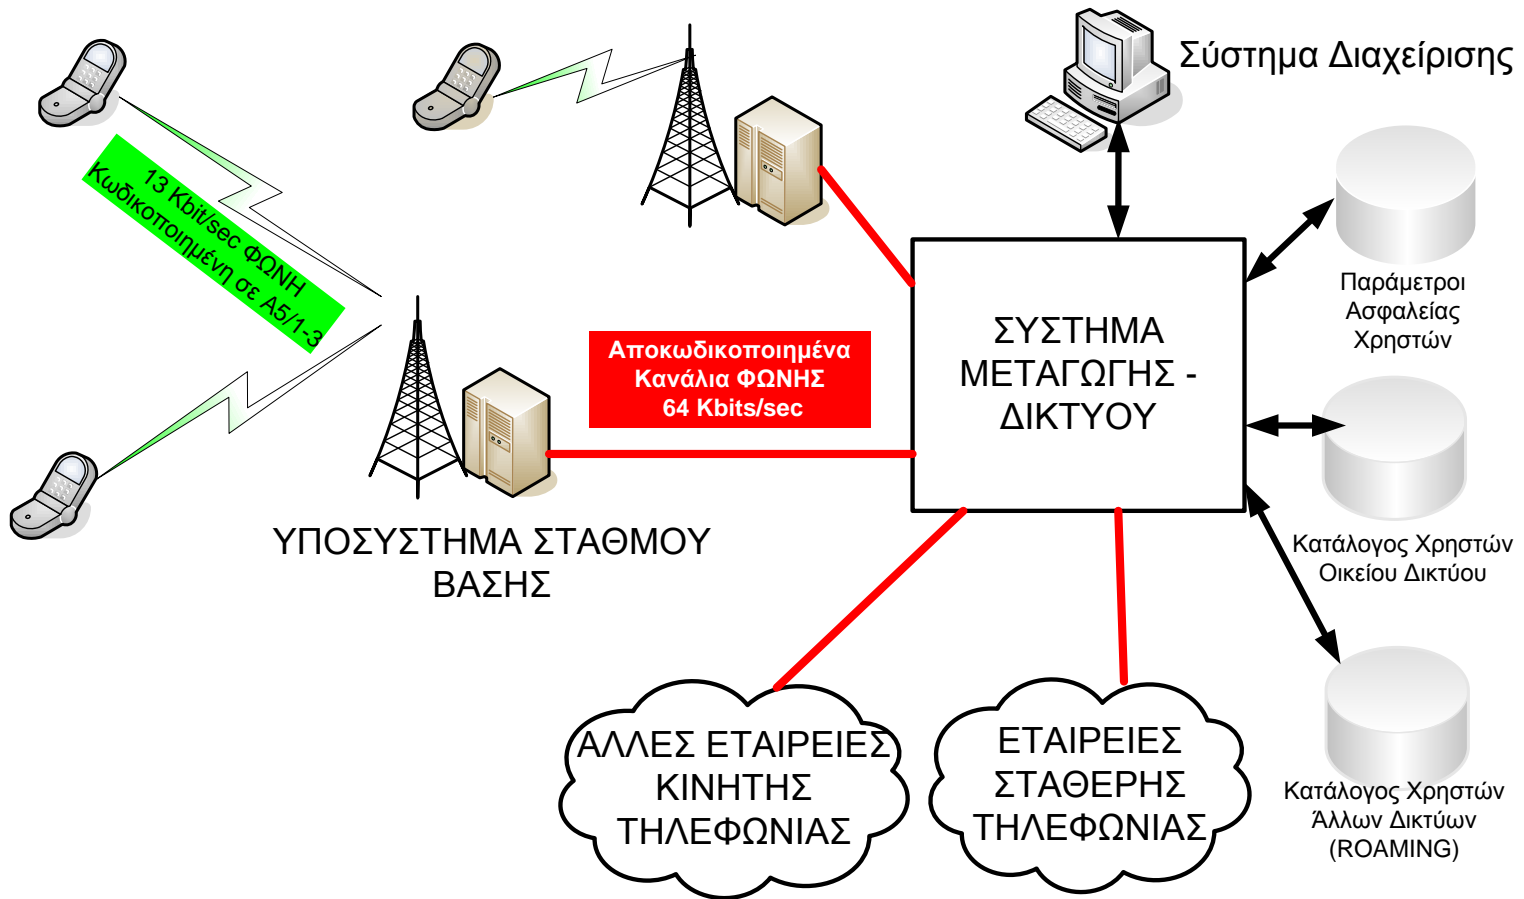 Σύστημα Διαχείρισης
13 Kbit/sec ΦΩΝΗ
Κωδικοποιημένη σε A5/1-3
Παράμετροι
Ασφαλείας
Χρηστών
ΣΥΣΤΗΜΑ
ΜΕΤΑΓΩΓΗΣ -
ΔΙΚΤΥΟΥ
Αποκωδικοποιημένα
Κανάλια ΦΩΝΗΣ
64 Kbits/sec
ΥΠΟΣΥΣΤΗΜΑ ΣΤΑΘΜΟΥ
ΒΑΣΗΣ
Κατάλογος Χρηστών
Οικείου Δικτύου
ΑΛΛΕΣ ΕΤΑΙΡΕΙΕΣ
ΚΙΝΗΤΗΣ
ΤΗΛΕΦΩΝΙΑΣ
ΕΤΑΙΡΕΙΕΣ
ΣΤΑΘΕΡΗΣ
ΤΗΛΕΦΩΝΙΑΣ
Κατάλογος Χρηστών
Άλλων Δικτύων
(ROAMING)